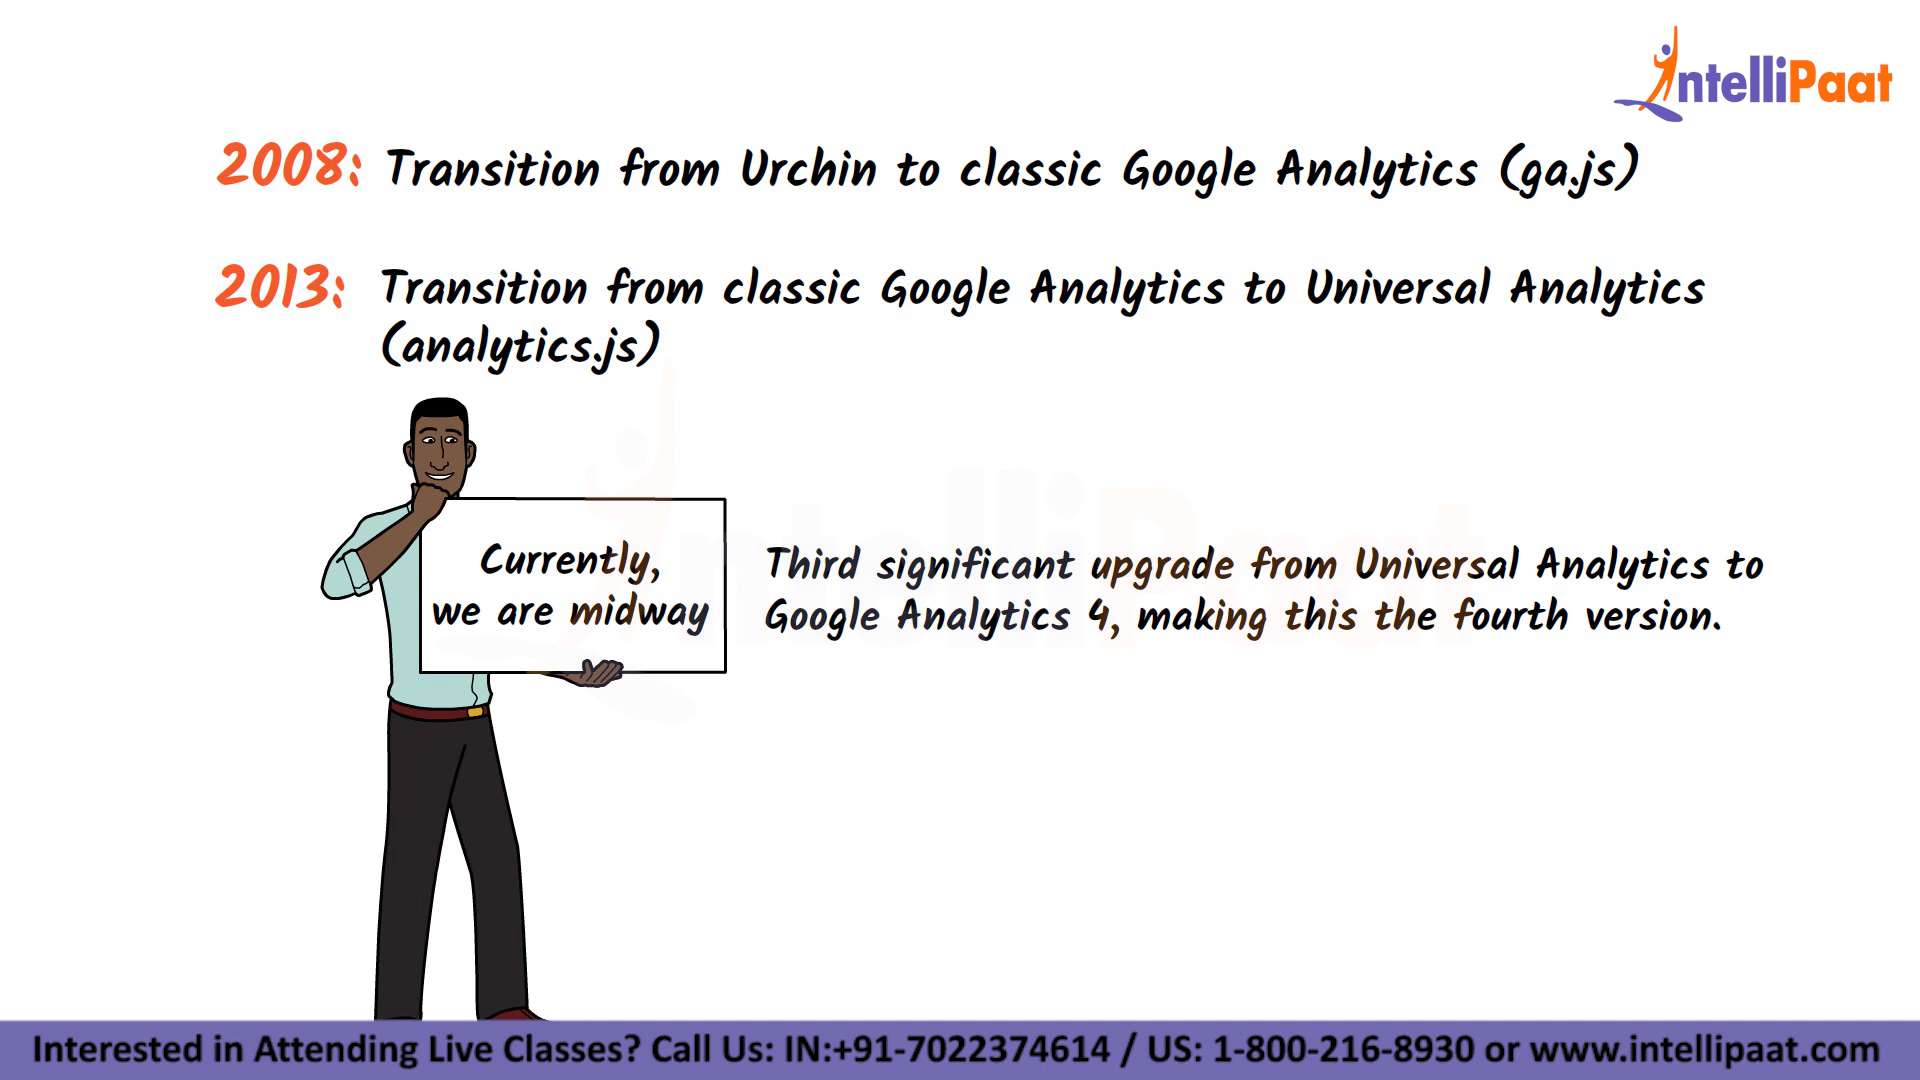 IntelliPaat
2008: Transition from Urchin to classic Google Analytics (ga.js)
2013: Transition from classic Google Analytics to Universal Analytics
(analytics.js)
Currently,
we are midway
Third significant upgrade from Universal Analytics to
Google Analytics 4, making this the fourth version.
IntelliPaat
Interested in Attending Live Classes? Call Us: IN:+91-7022374614 / US: 1-800-216-8930 or www.intellipaat.com